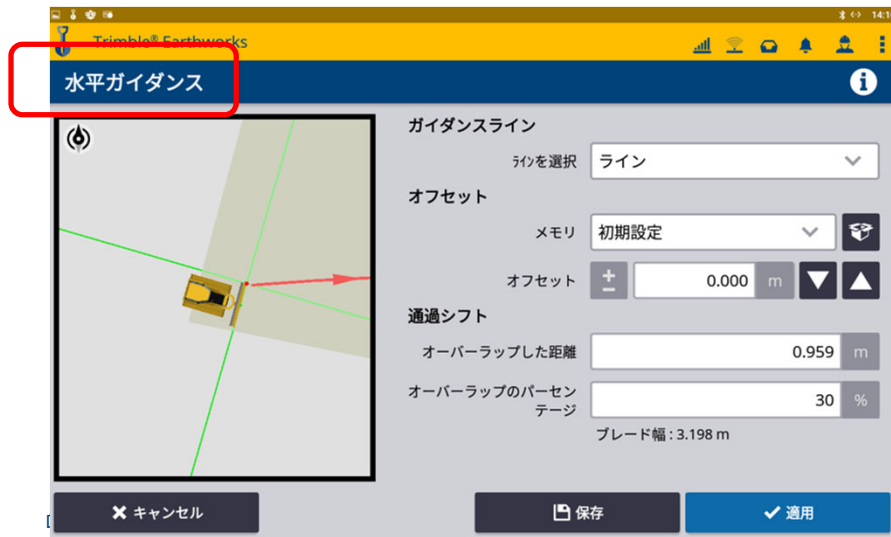 14:1
Trimble® Earthworks
水平ガイダンス
ガイダンスライン
ﾗｲﾝを選択 ライン
オフセット
メモリ 初期設定
オフセット 0.000 m
通過シフト
オーバーラップした距離 0.959 m
オーバーラップのパーセン
テージ 30 %
ブレード幅 : 3.198 m
キャンセル 保存 適用